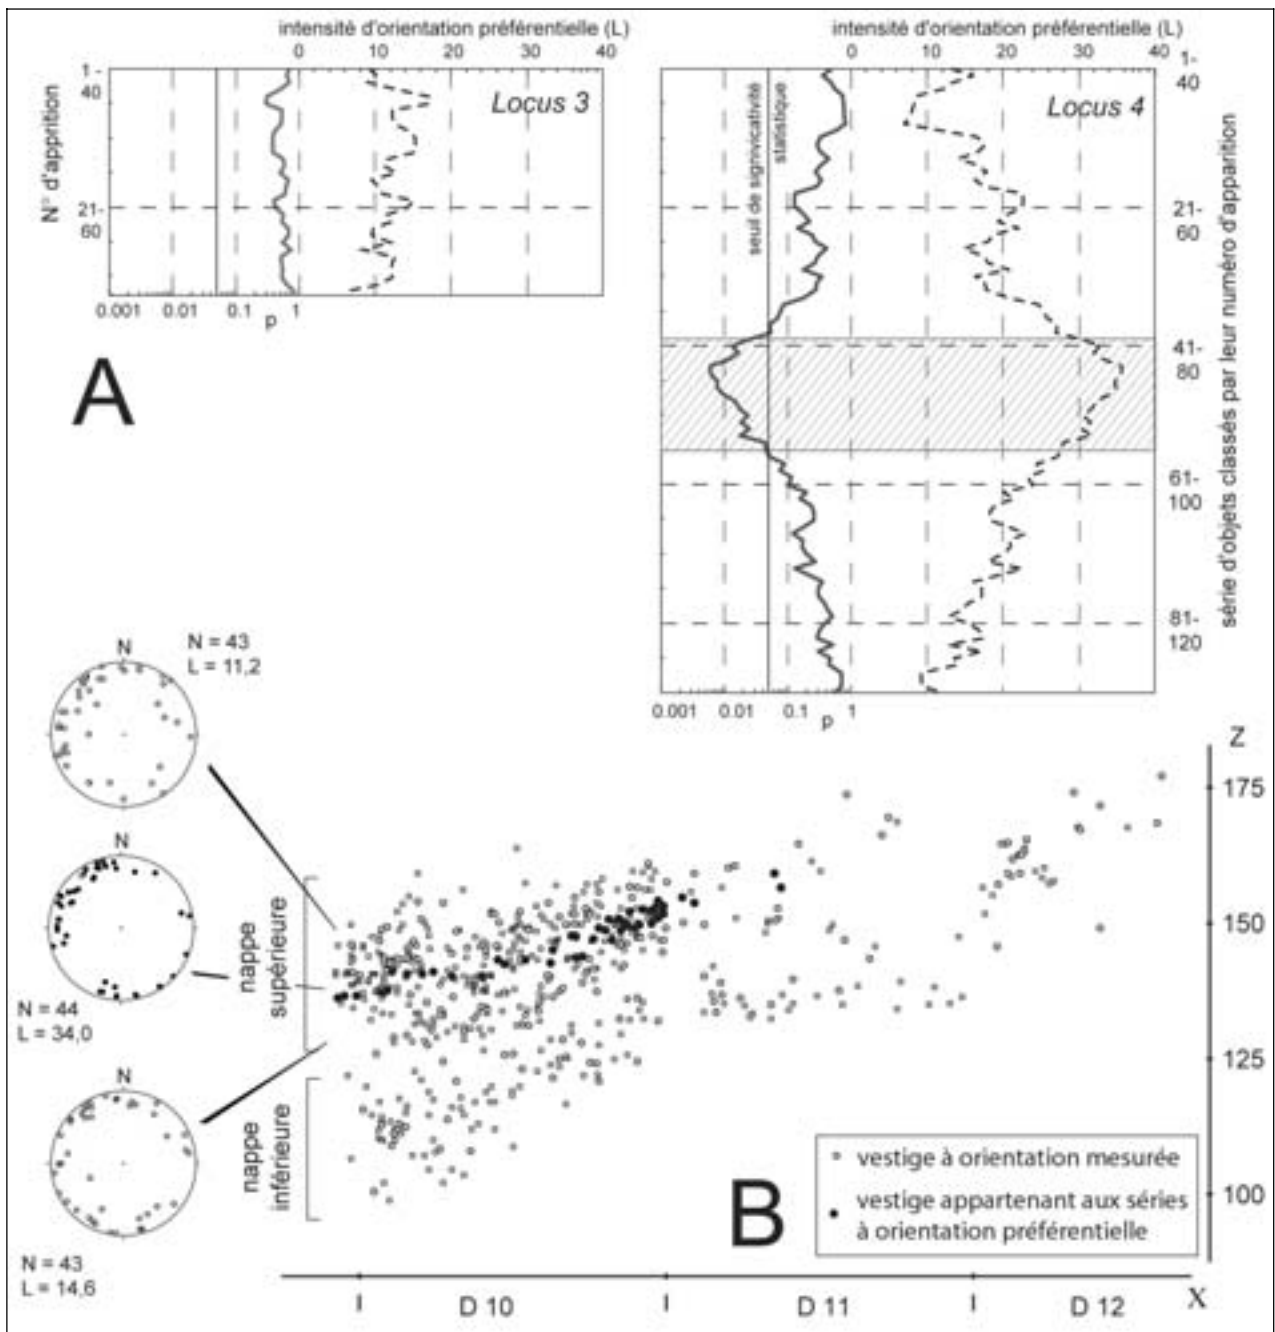 intensité d'orientation préférentielle (L)
0 10 20 30 40
1 -
40
21-
60
N° d'apprition
Locus 3
0.001 0.01 0.1 1
p
A
intensité d'orientation préférentielle (L)
0 10 20 30 40
1-
40
21-
60
41-
80
61-
100
81-
120
Locus 4
seuil de signivicativité
statistique
série d'objets classés par leur numéro d'apparition
0.001 0.01 0.1 1
p
N
N = 43
L = 11,2
N
N = 44
L = 34,0
N
N = 43
L = 14,6
nappe
supérieure
nappe
inférieure
Z
175
150
125
100
B
vestige à orientation mesurée
vestige appartenant aux séries
à orientation préférentielle
D 10 D 11 D 12 X